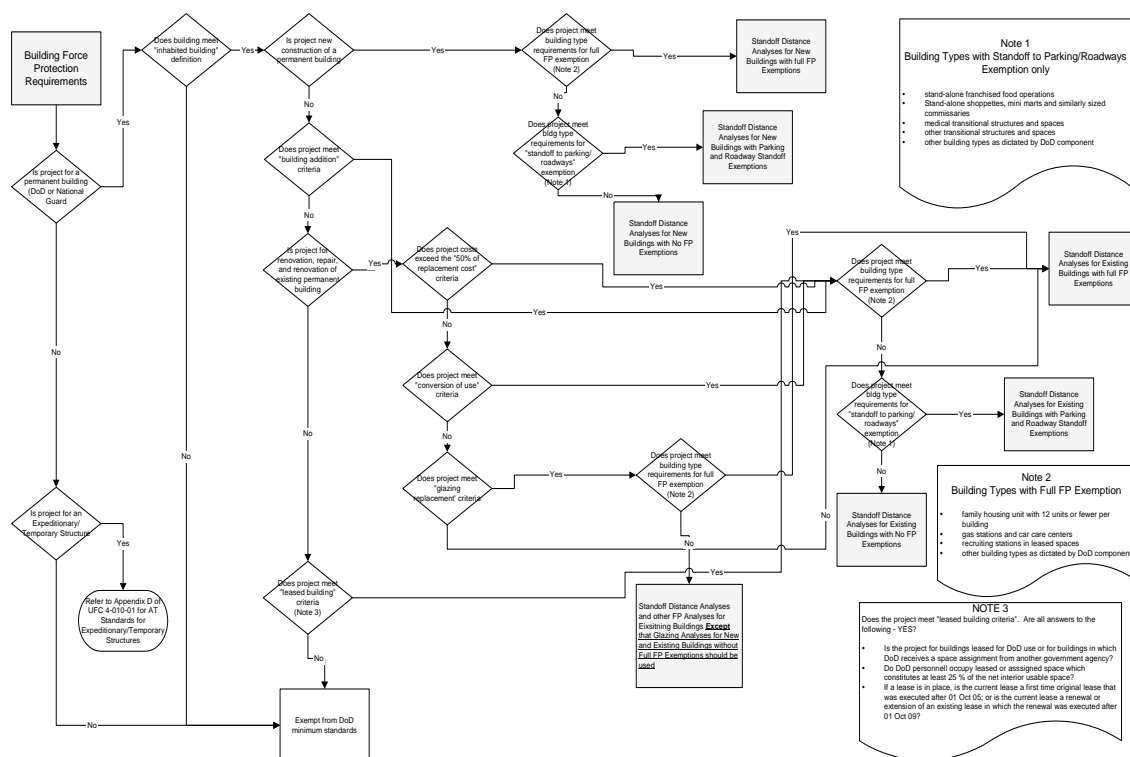 Building Force
Protection
Requirements
Yes
Does building meet
"inhabited building"
definition
Yes
Is project new
construction of a
permanent building
Yes
Does project meet
building type
requirements for full
FP exemption
(Note 2)
Yes
Standoff Distance
Analyses for New
Buildings with full FP
Exemptions
No
Does project meet
bldg type
requirements for
"standoff to parking/
roadways"
exemption
(Note 1)
Yes
Standoff Distance
Analyses for New
Buildings with Parking
and Roadway Standoff
Exemptions
No
Standoff Distance
Analyses for New
Buildings with No FP
Exemptions
Note 1
Building Types with Standoff to Parking/Roadways
Exemption only
• stand-alone franchised food operations
• Stand-alone shoppettes, mini marts and similarly sized
commissaries
• medical transitional structures and spaces
• other transitional structures and spaces
• other building types as dictated by DoD component
Is project for a
permanent building
(DoD or National
Guard
No
Does project meet
"building addition"
criteria
Yes
No
Is project for
renovation, repair,
and renovation of
existing permanent
building
Yes
Does project costs
exceed the "50% of
replacement cost"
criteria
Yes
No
Does project meet
"conversion of use"
criteria
Yes
No
Does project meet
"glazing
replacement' criteria
Yes
Does project meet
building type
requirements for full
FP exemption
(Note 2)
Yes
Does project meet
building type
requirements for full
FP exemption
(Note 2)
Yes
Standoff Distance
Analyses for Existing
Buildings with full FP
Exemptions
No
Does project meet
bldg type
requirements for
"standoff to parking/
roadways"
exemption
(Note 1)
Yes
Standoff Distance
Analyses for Existing
Buildings with Parking
and Roadway Standoff
Exemptions
No
Standoff Distance
Analyses for Existing
Buildings with No FP
Exemptions
No
No
Standoff Distance Analyses
and other FP Analyses for
Exisitning Buildings Except
that Glazing Analyses for New
and Existing Buildings without
Full FP Exemptions should be
used
No
Is project for an
Expeditionary/
Temporary Structure
Yes
Refer to Appendix D of
UFC 4-010-01 for AT
Standards for
Expeditionary/Temporary
Structures
No
No
No
Does project meet
"leased building"
criteria
(Note 3)
Yes
No
Exempt from DoD
minimum standards
Note 2
Building Types with Full FP Exemption
• family housing unit with 12 units or fewer per
building
• gas stations and car care centers
• recruiting stations in leased spaces
• other building types as dictated by DoD component
NOTE 3
Does the project meet "leased building criteria". Are all answers to the
following - YES?
• Is the project for buildings leased for DoD use or for buildings in which
DoD receives a space assignment from another government agency?
• Do DoD personnell occupy leased or asssigned space which
constitutes at least 25 % of the net interior usable space?
• If a lease is in place, is the current lease a first time original lease that
was executed after 01 Oct 05; or is the current lease a renewal or
extension of an existing lease in which the renewal was executed after
01 Oct 09?